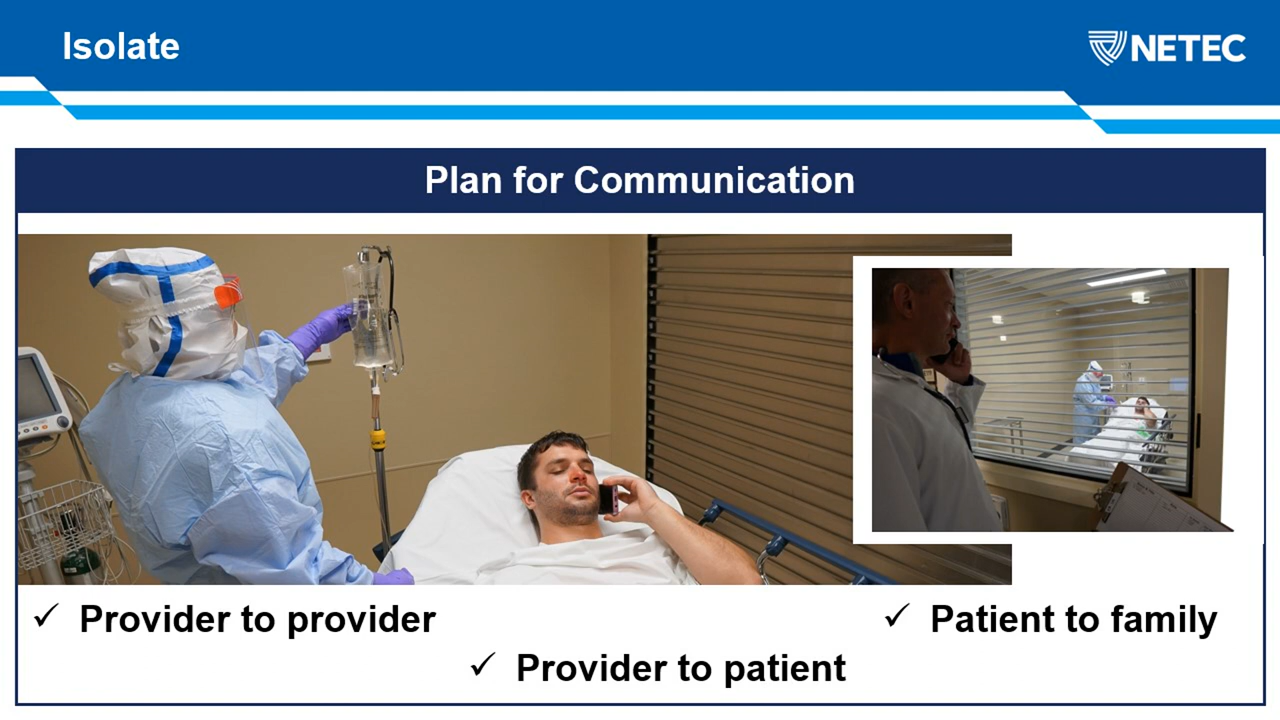 Isolate
NETEC
Plan for Communication
✓ Provider to provider
✓ Patient to family
✓ Provider to patient